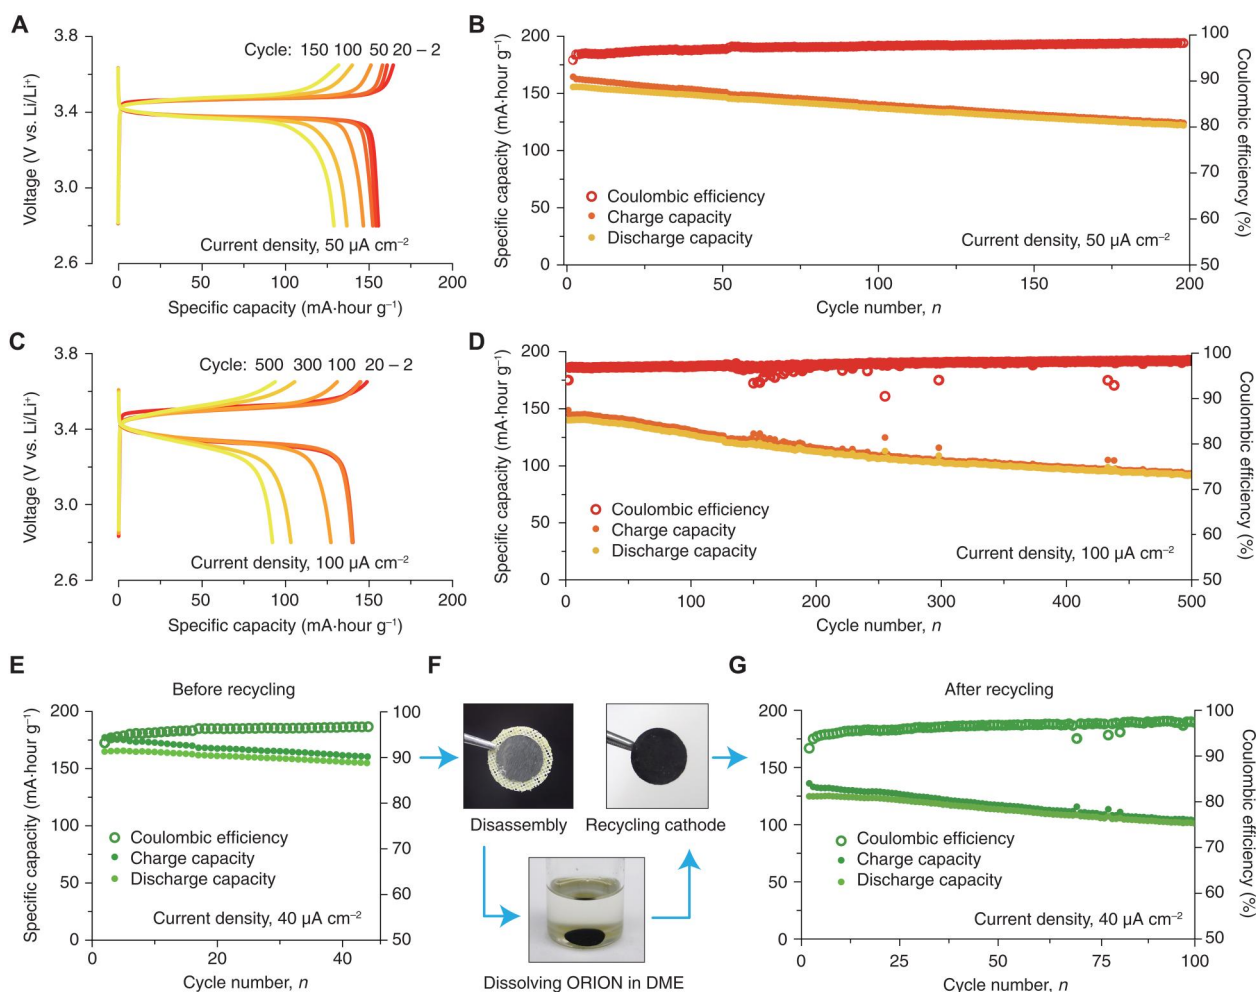 A
3.8
3.4
3.0
2.6
Voltage (V vs. Li/Li⁺)
Cycle: 150 100 50 20 – 2
Current density, 50 µA cm⁻²
0 50 100 150 200
Specific capacity (mA·hour g⁻¹)
B
200
150
100
50
0
Specific capacity (mA·hour g⁻¹)
Coulombic efficiency
Charge capacity
Discharge capacity
Current density, 50 µA cm⁻²
0 50 100 150 200
Cycle number, n
100
90
80
70
60
50
Coulombic efficiency (%)
C
3.8
3.4
3.0
2.6
Voltage (V vs. Li/Li⁺)
Cycle: 500 300 100 20 – 2
Current density, 100 µA cm⁻²
0 50 100 150 200
Specific capacity (mA·hour g⁻¹)
D
200
150
100
50
0
Specific capacity (mA·hour g⁻¹)
Coulombic efficiency
Charge capacity
Discharge capacity
Current density, 100 µA cm⁻²
0 100 200 300 400 500
Cycle number, n
100
90
80
70
60
50
Coulombic efficiency (%)
E
Before recycling
200
150
100
50
0
Specific capacity (mA·hour g⁻¹)
Coulombic efficiency
Charge capacity
Discharge capacity
Current density, 40 µA cm⁻²
0 20 40
Cycle number, n
100
90
80
70
60
50
F
Disassembly
Recycling cathode
Dissolving ORION in DME
G
After recycling
200
150
100
50
0
Coulombic efficiency
Charge capacity
Discharge capacity
Current density, 40 µA cm⁻²
0 25 50 75 100
Cycle number, n
100
90
80
70
60
50
Coulombic efficiency (%)